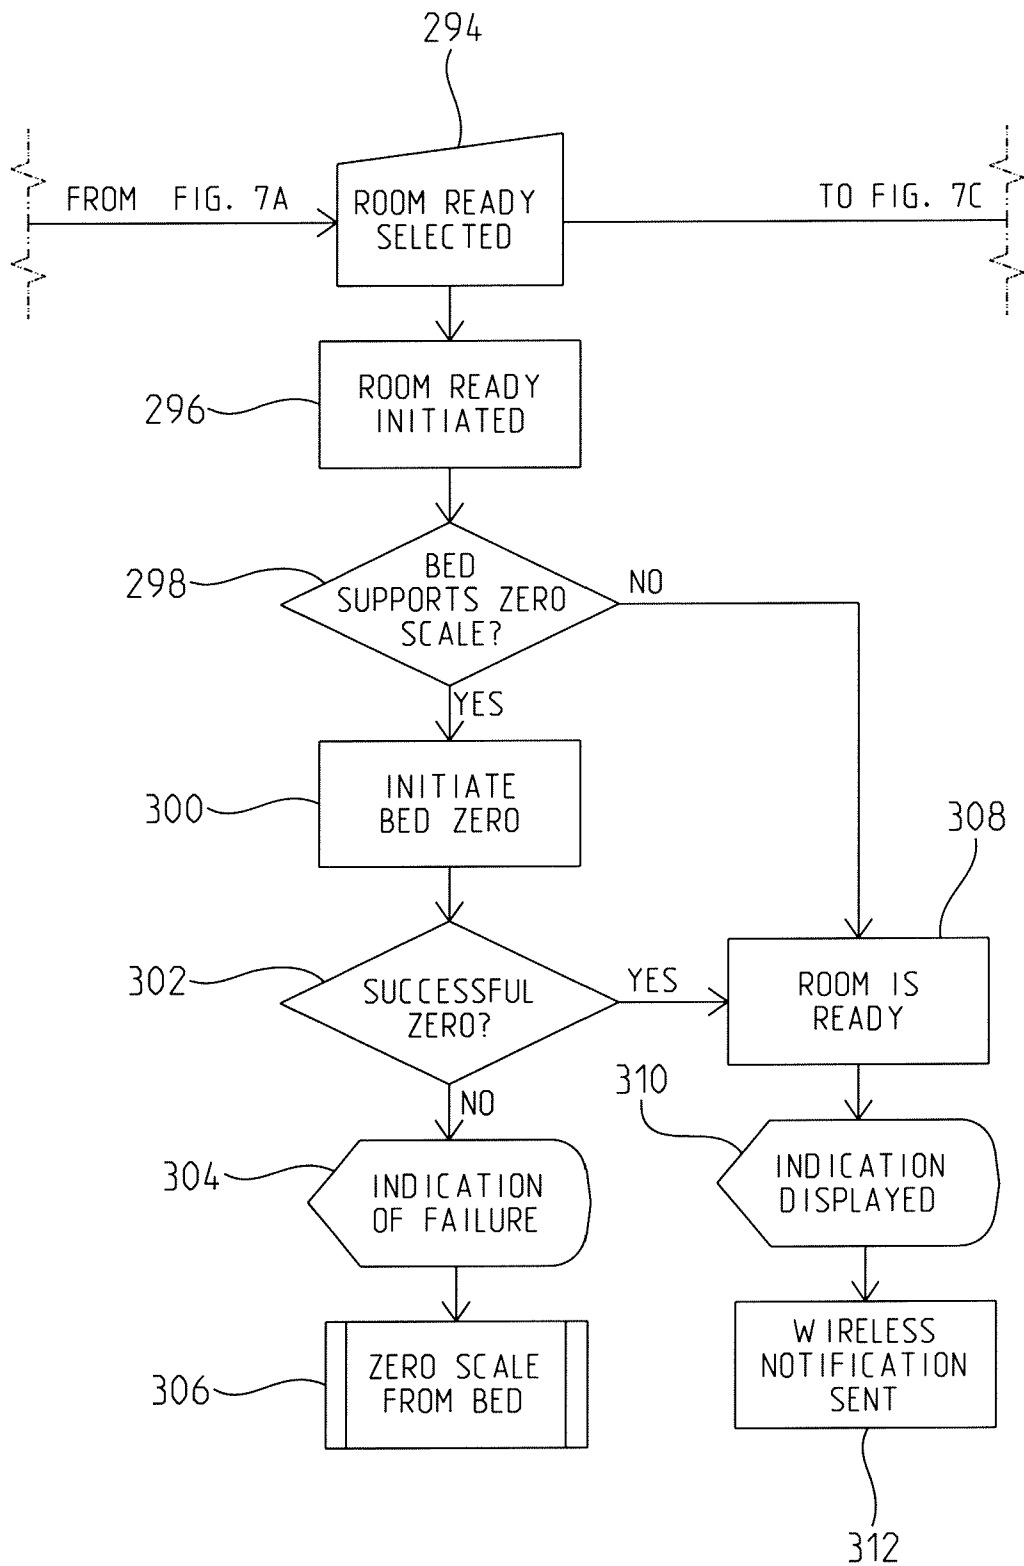 294
FROM FIG. 7A
ROOM READY
SELECTED
TO FIG. 7C
296
ROOM READY
INITIATED
298
BED
SUPPORTS ZERO
SCALE?
NO
YES
300
INITIATE
BED ZERO
308
302
SUCCESSFUL
ZERO?
YES
ROOM IS
READY
NO
310
304
INDICATION
OF FAILURE
INDICATION
DISPLAYED
306
ZERO SCALE
FROM BED
WIRELESS
NOTIFICATION
SENT
312